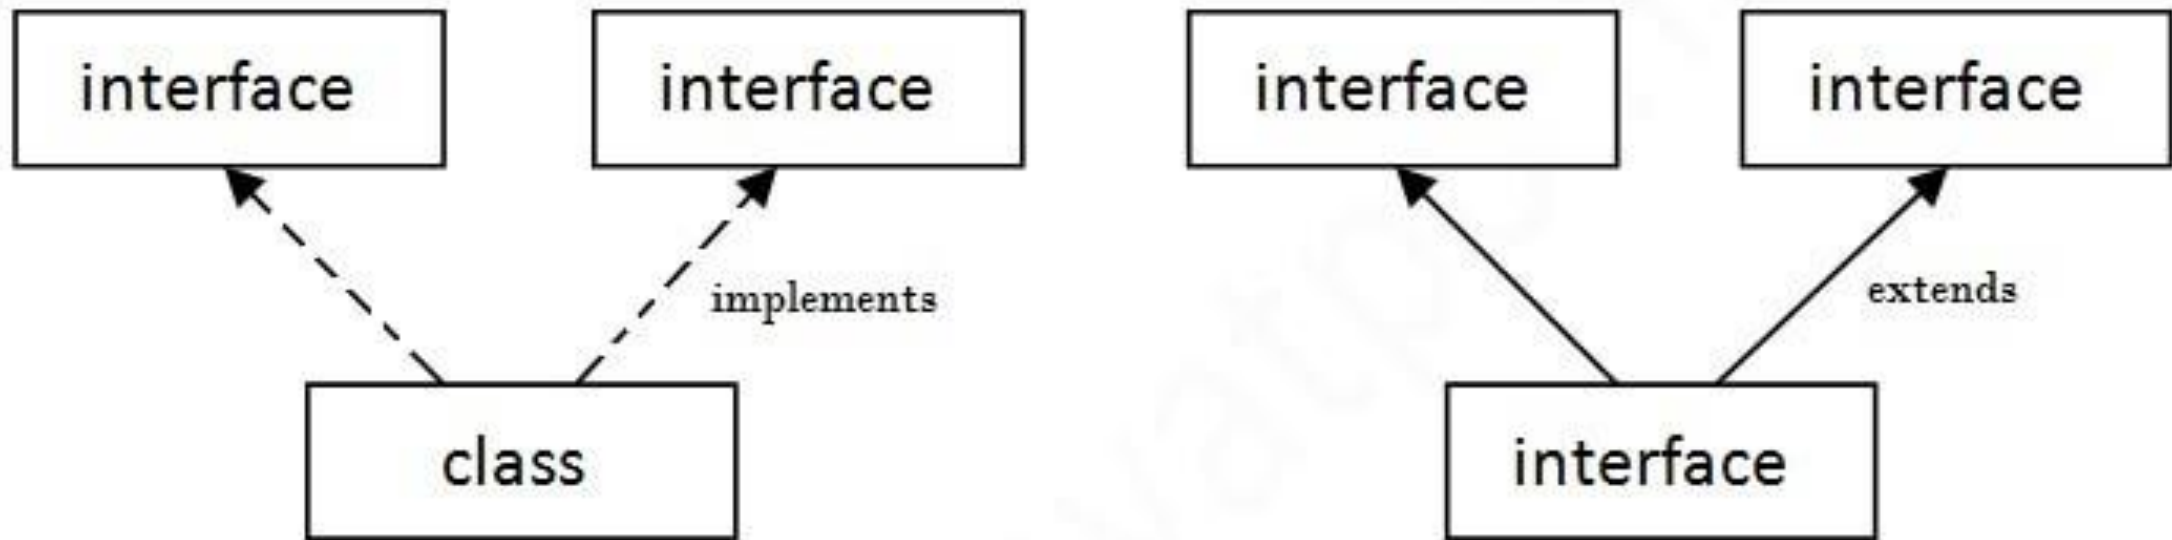 interface
interface
interface
interface
implements
extends
class
interface